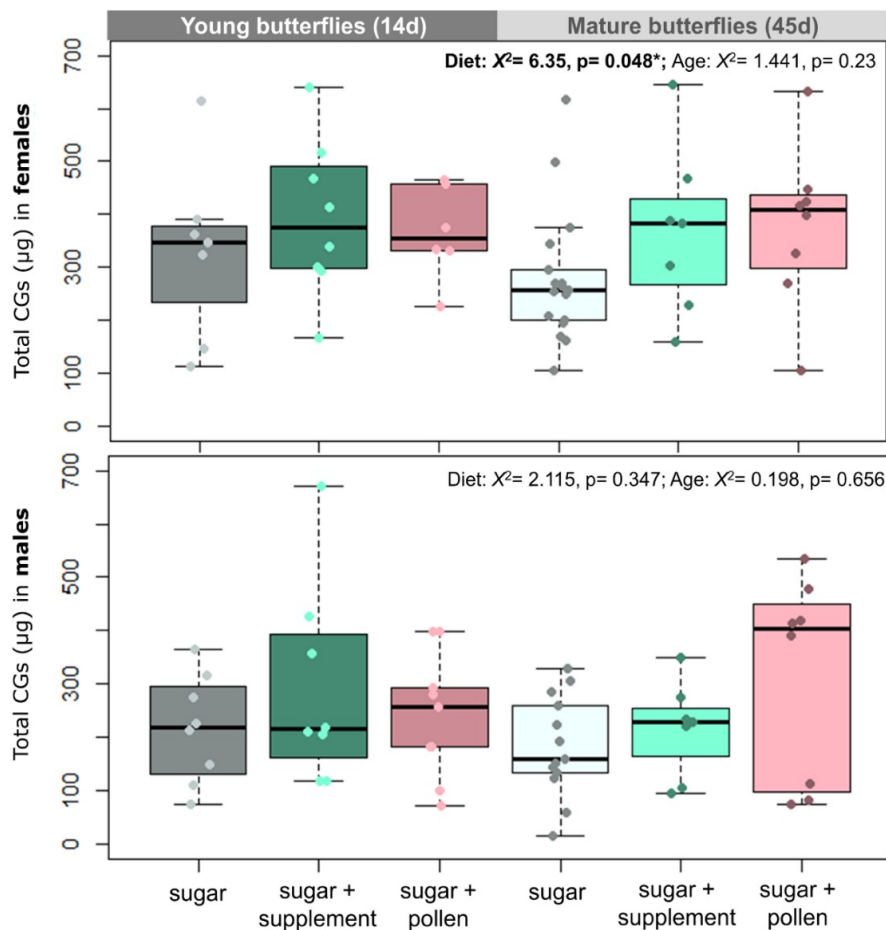 Young butterflies (14d) Mature butterflies (45d)
Diet: X²= 6.35, p= 0.048*; Age: X²= 1.441, p= 0.23
Total CGs (µg) in females
700
500
300
100
0
Diet: X²= 2.115, p= 0.347; Age: X²= 0.198, p= 0.656
Total CGs (µg) in males
700
500
300
100
0
sugar sugar + sugar + sugar sugar + sugar +
supplement pollen supplement pollen